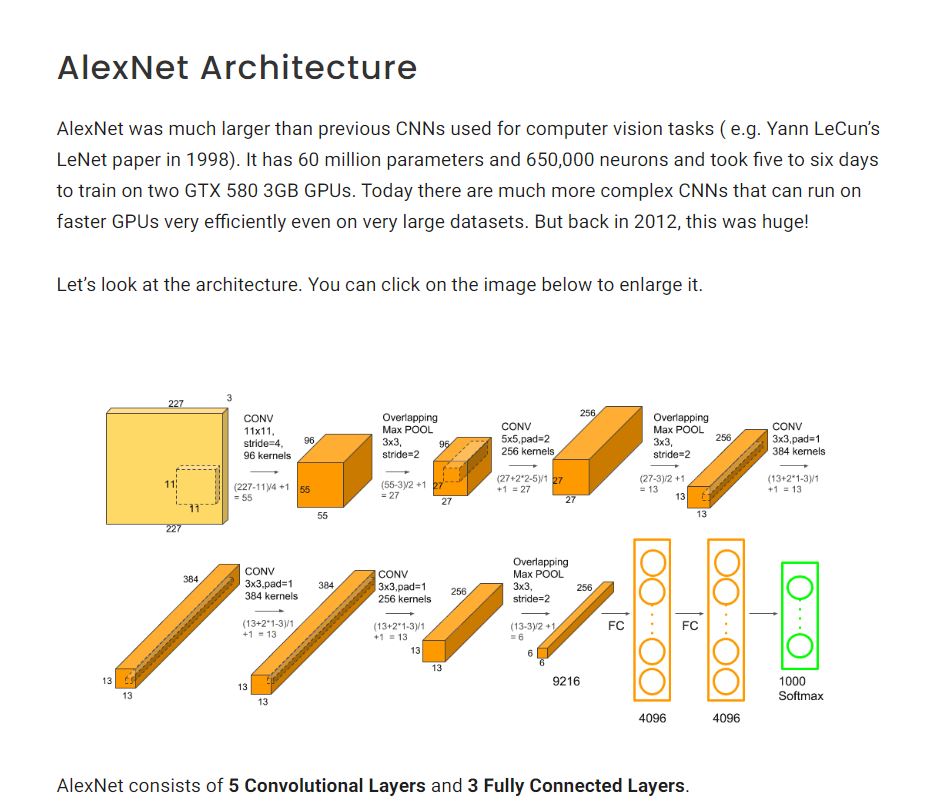 AlexNet Architecture
AlexNet was much larger than previous CNNs used for computer vision tasks ( e.g. Yann LeCun's
LeNet paper in 1998). It has 60 million parameters and 650,000 neurons and took five to six days
to train on two GTX 580 3GB GPUs. Today there are much more complex CNNs that can run on
faster GPUs very efficiently even on very large datasets. But back in 2012, this was huge!
Let's look at the architecture. You can click on the image below to enlarge it.
227
3
11
11
227
CONV
11x11,
stride=4,
96 kernels
(227-11)/4 +1
= 55
96
55
55
Overlapping
Max POOL
3x3,
stride=2
(55-3)/2 +1
= 27
96
27
27
CONV
5x5,pad=2
256 kernels
(27+2*2-5)/1
+1 = 27
256
27
27
Overlapping
Max POOL
3x3,
stride=2
(27-3)/2 +1
= 13
256
13
13
CONV
3x3,pad=1
384 kernels
(13+2*1-3)/1
+1 = 13
384
13
13
CONV
3x3,pad=1
384 kernels
(13+2*1-3)/1
+1 = 13
384
13
13
CONV
3x3,pad=1
256 kernels
(13+2*1-3)/1
+1 = 13
256
13
13
Overlapping
Max POOL
3x3,
stride=2
(13-3)/2 +1
= 6
256
6
6
9216
FC
4096
FC
4096
1000
Softmax
AlexNet consists of 5 Convolutional Layers and 3 Fully Connected Layers.